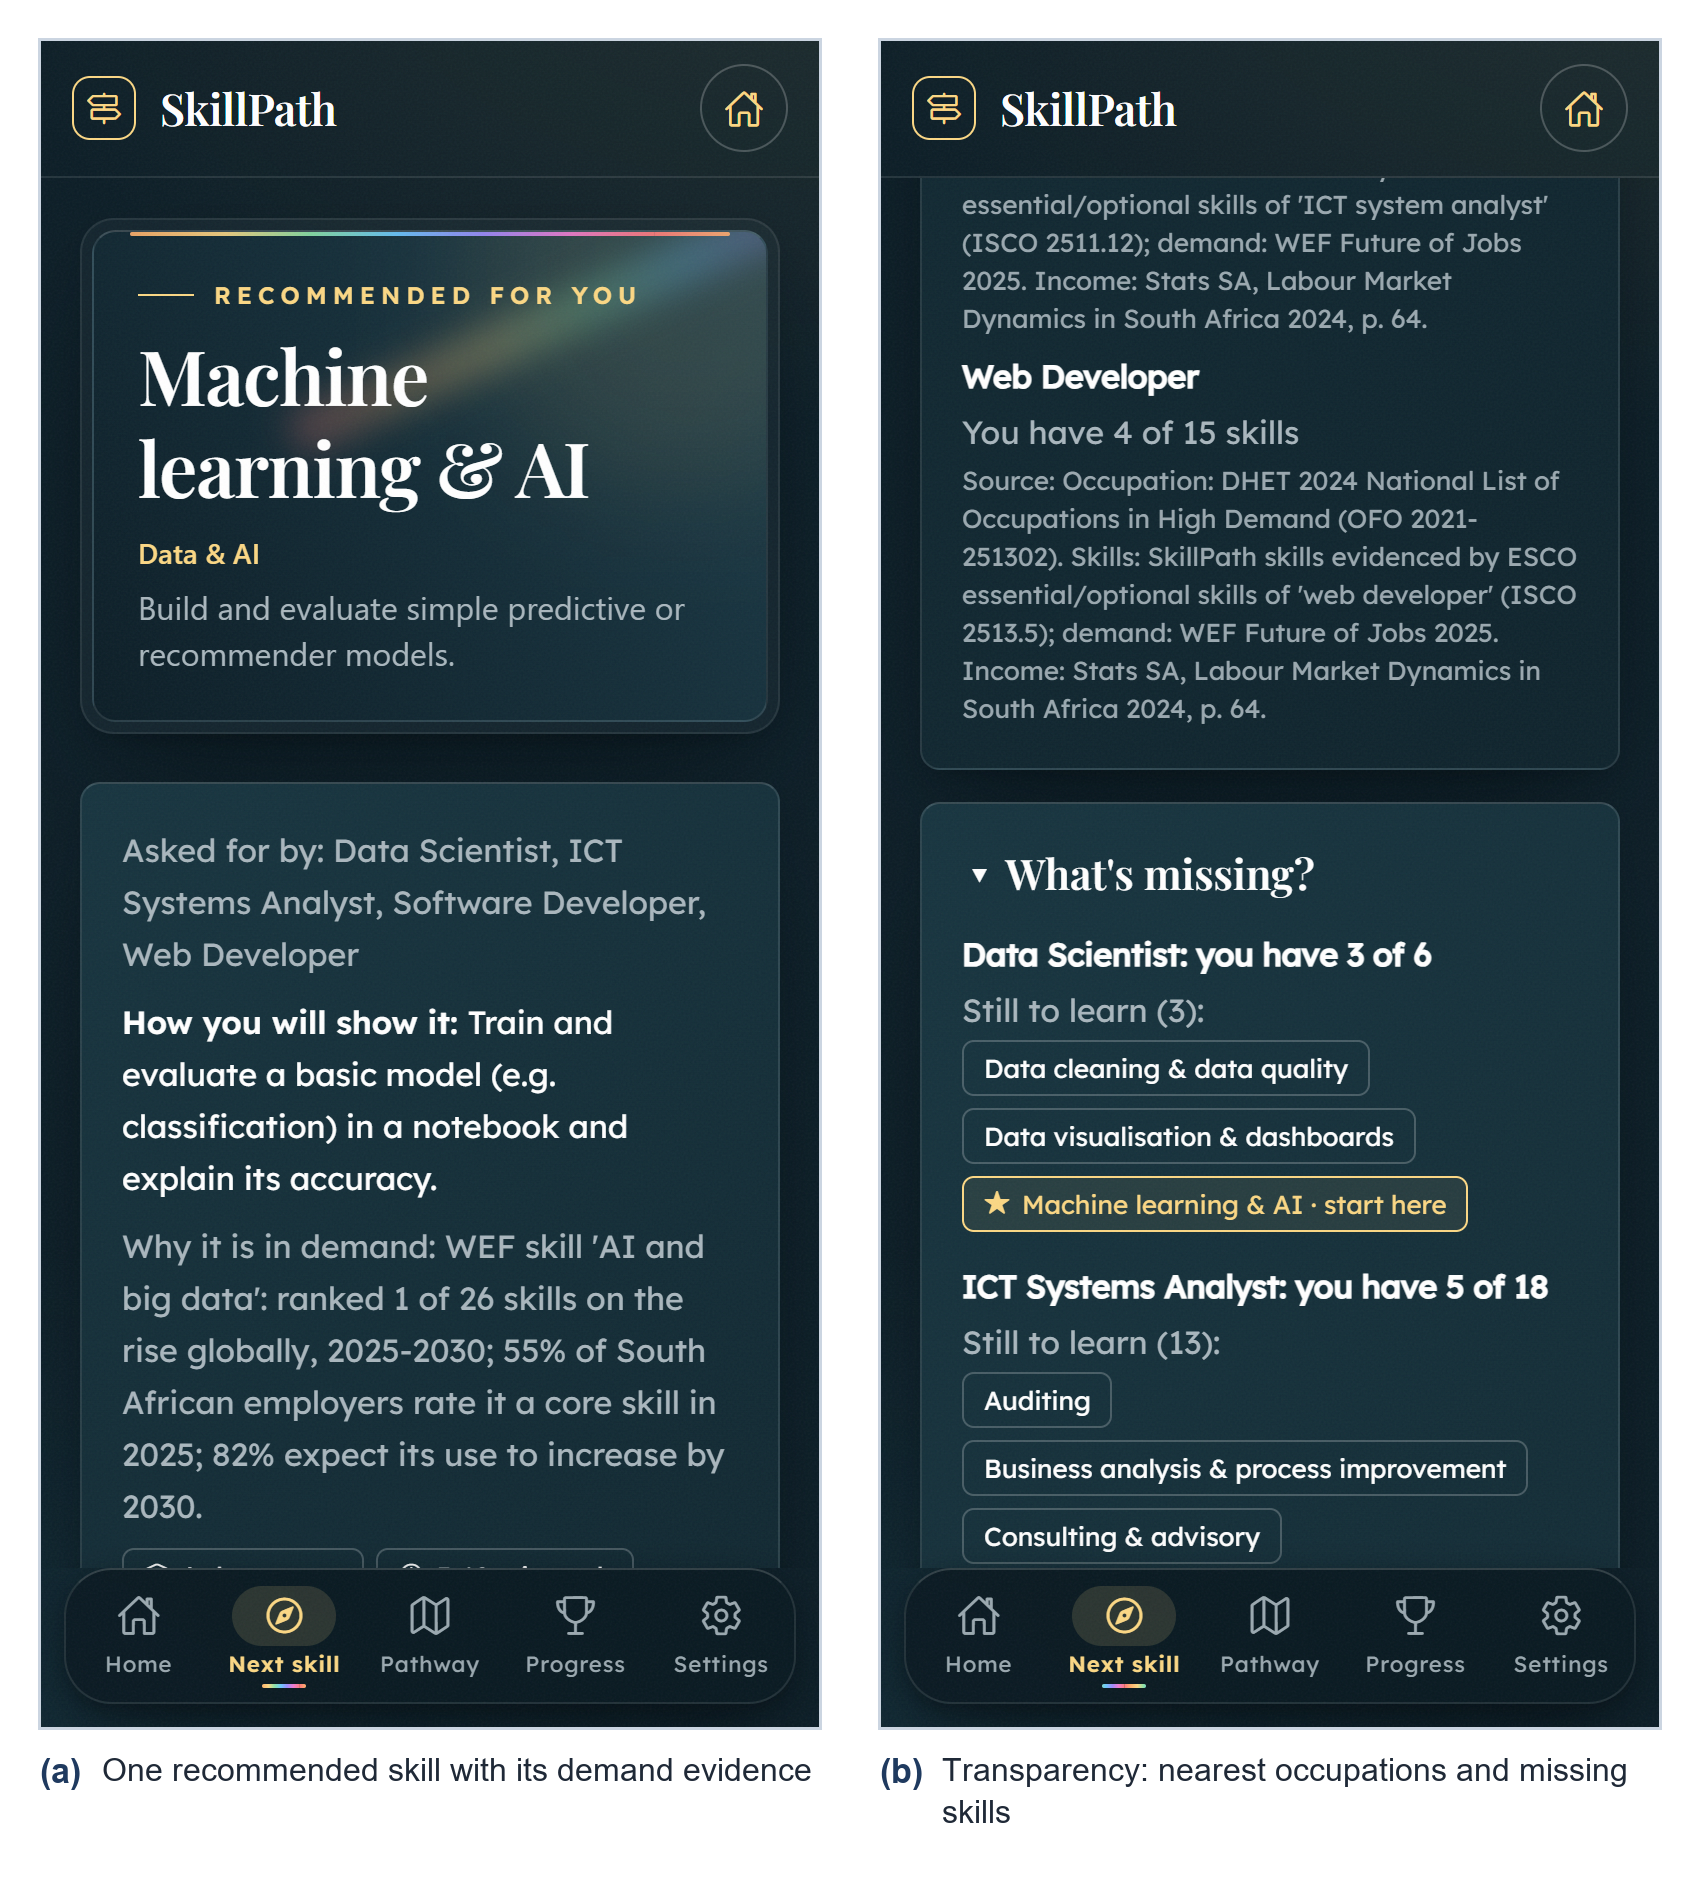 SkillPath
RECOMMENDED FOR YOU
Machine
learning & AI
Data & AI
Build and evaluate simple predictive or
recommender models.
Asked for by: Data Scientist, ICT
Systems Analyst, Software Developer,
Web Developer
How you will show it: Train and
evaluate a basic model (e.g.
classification) in a notebook and
explain its accuracy.
Why it is in demand: WEF skill 'AI and
big data': ranked 1 of 26 skills on the
rise globally, 2025-2030; 55% of South
African employers rate it a core skill in
2025; 82% expect its use to increase by
2030.
Home
Next skill
Pathway
Progress
Settings
(a) One recommended skill with its demand evidence
SkillPath
essential/optional skills of 'ICT system analyst'
(ISCO 2511.12); demand: WEF Future of Jobs
2025. Income: Stats SA, Labour Market
Dynamics in South Africa 2024, p. 64.
Web Developer
You have 4 of 15 skills
Source: Occupation: DHET 2024 National List of
Occupations in High Demand (OFO 2021-
251302). Skills: SkillPath skills evidenced by ESCO
essential/optional skills of 'web developer' (ISCO
2513.5); demand: WEF Future of Jobs 2025.
Income: Stats SA, Labour Market Dynamics in
South Africa 2024, p. 64.
▼ What's missing?
Data Scientist: you have 3 of 6
Still to learn (3):
Data cleaning & data quality
Data visualisation & dashboards
★ Machine learning & AI · start here
ICT Systems Analyst: you have 5 of 18
Still to learn (13):
Auditing
Business analysis & process improvement
Consulting & advisory
Home
Next skill
Pathway
Progress
Settings
(b) Transparency: nearest occupations and missing
skills